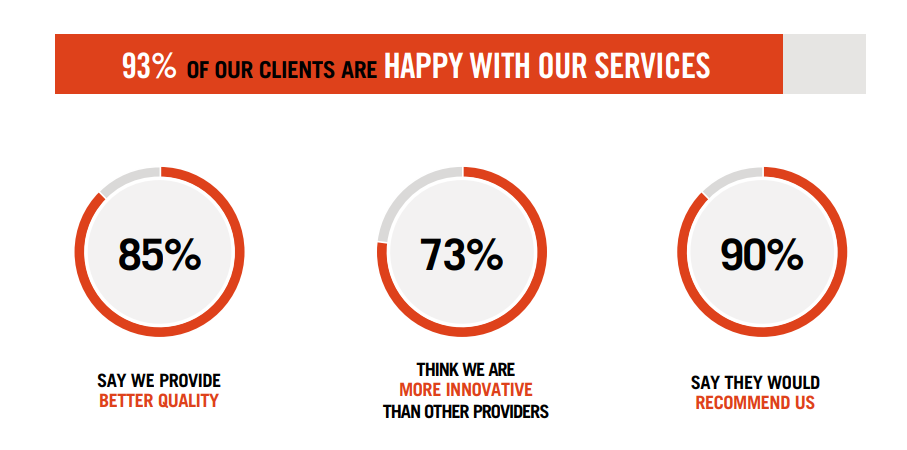 93% OF OUR CLIENTS ARE HAPPY WITH OUR SERVICES
85%
SAY WE PROVIDE
BETTER QUALITY
73%
THINK WE ARE
MORE INNOVATIVE
THAN OTHER PROVIDERS
90%
SAY THEY WOULD
RECOMMEND US